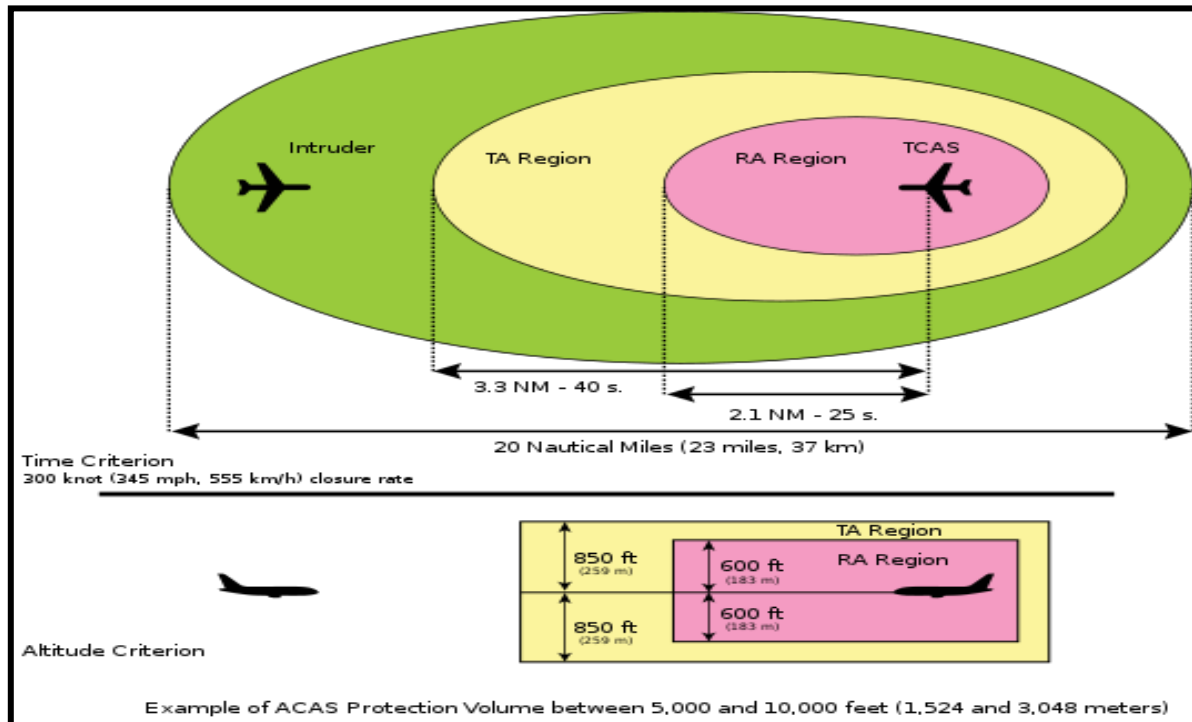 Intruder
TA Region
RA Region
TCAS
3.3 NM - 40 s.
2.1 NM - 25 s.
20 Nautical Miles (23 miles, 37 km)
Time Criterion
300 knot (345 mph, 555 km/h) closure rate
TA Region
850 ft
(259 m)
600 ft
(183 m)
RA Region
850 ft
(259 m)
600 ft
(183 m)
Altitude Criterion
Example of ACAS Protection Volume between 5,000 and 10,000 feet (1,524 and 3,048 meters)